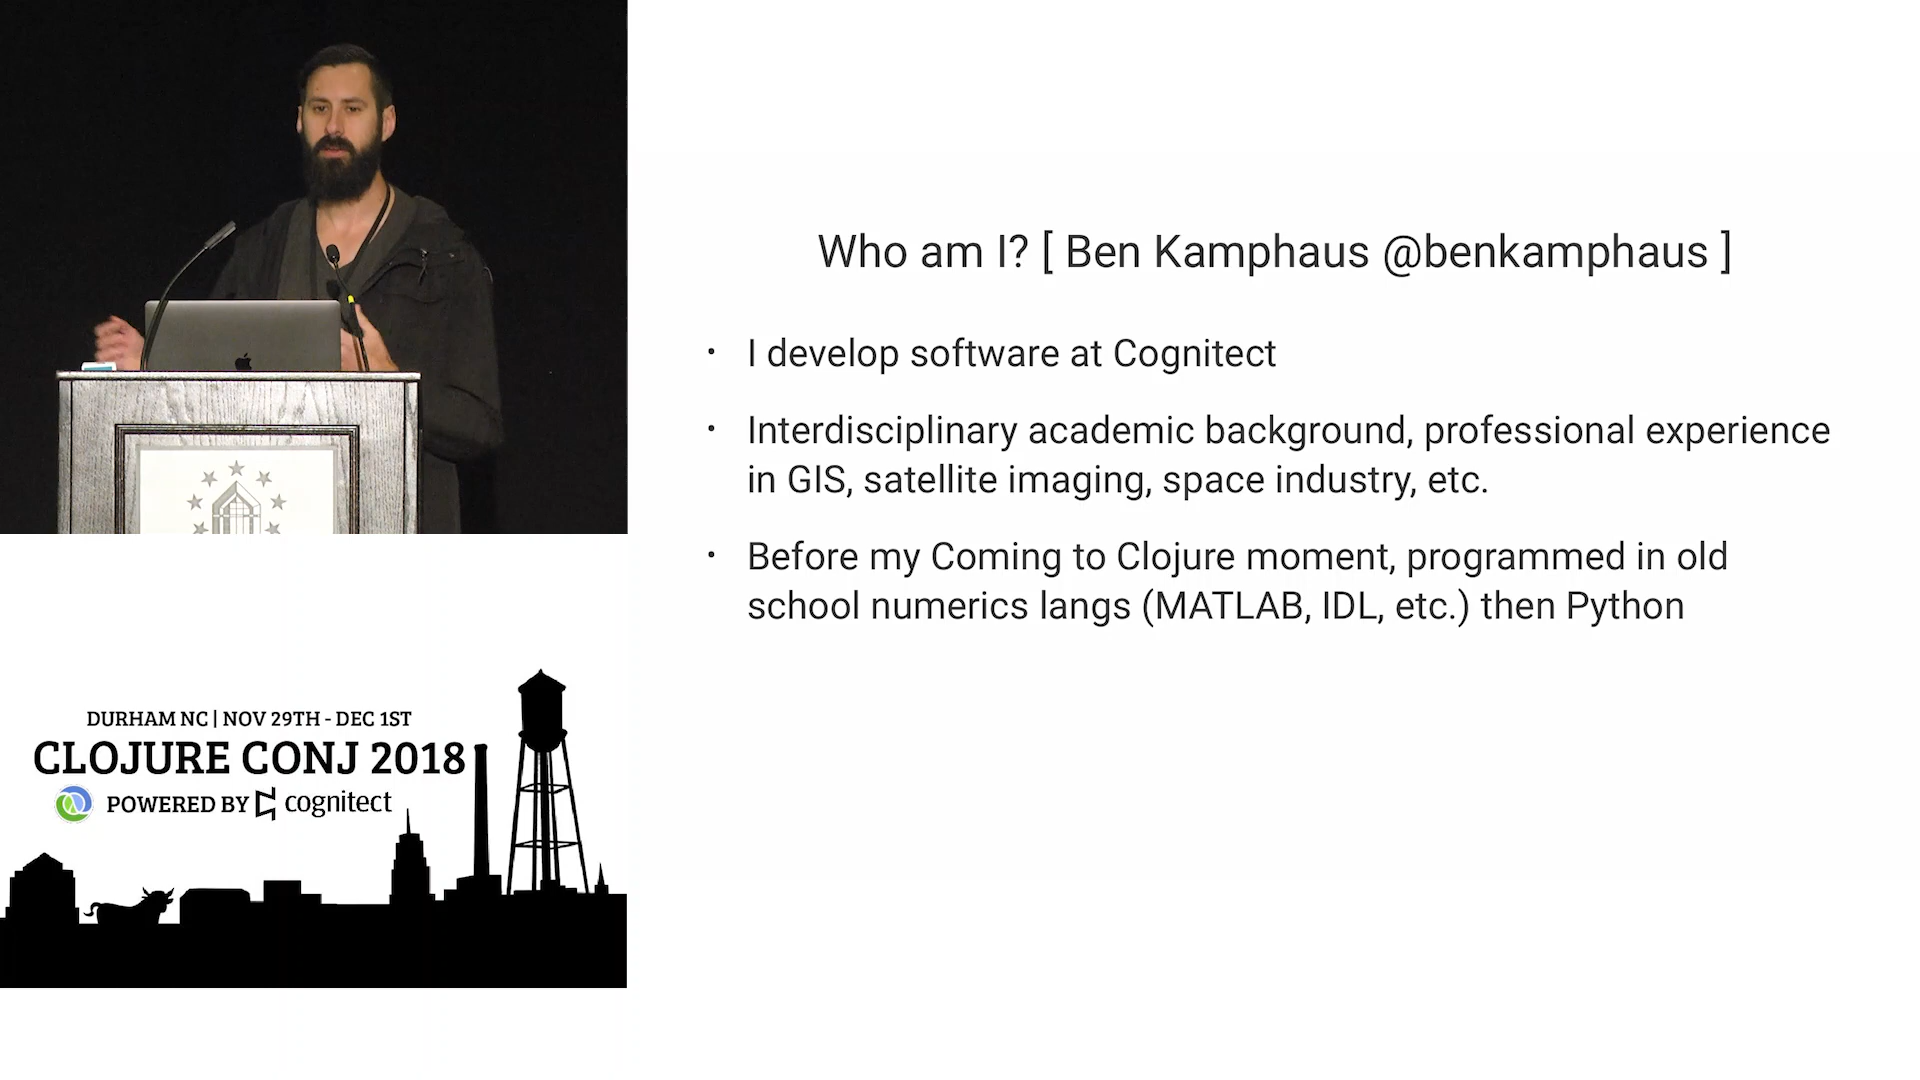 Who am I? [ Ben Kamphaus @benkamphaus ]
• I develop software at Cognitect
• Interdisciplinary academic background, professional experience
in GIS, satellite imaging, space industry, etc.
• Before my Coming to Clojure moment, programmed in old
school numerics langs (MATLAB, IDL, etc.) then Python
DURHAM NC | NOV 29TH - DEC 1ST
CLOJURE CONJ 2018
POWERED BY cognitect